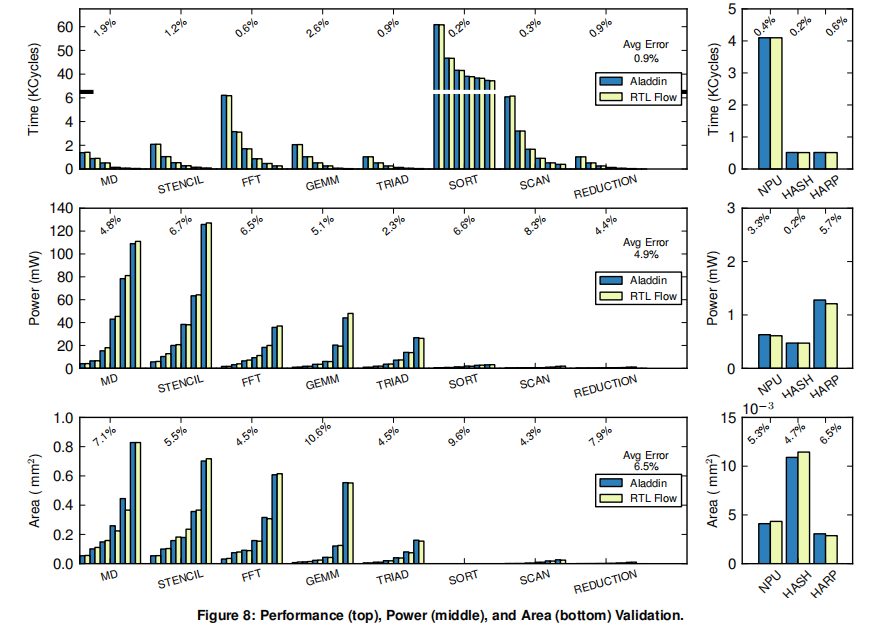 1.9% 1.2% 0.6% 2.6% 0.9% 0.2% 0.9% 0.9%
Time (KCycles)
60
40
6
4
2
0
Avg Error
0.9%
Aladdin
RTL Flow
MD STENCIL FFT GEMM TRIAD SORT SCAN REDUCTION
0.4% 0.2% 0.6%
Time (KCycles)
5
4
3
2
1
0
NPU HASH HARP
4.8% 6.7% 6.5% 5.1% 2.3% 6.6% 8.3% 4.4%
Power (mW)
140
120
100
80
60
40
20
0
Avg Error
4.9%
Aladdin
RTL Flow
MD STENCIL FFT GEMM TRIAD SORT SCAN REDUCTION
3.3% 0.2% 5.7%
Power (mW)
3
2
1
0
NPU HASH HARP
7.1% 5.5% 4.5% 10.6% 4.5% 9.6% 4.3% 7.9%
Area ( mm²)
1.0
0.8
0.6
0.4
0.2
0.0
Avg Error
6.5%
Aladdin
RTL Flow
MD STENCIL FFT GEMM TRIAD SORT SCAN REDUCTION
10⁻³
5.3% 4.7% 6.5%
Area ( mm²)
15
10
5
0
NPU HASH HARP
Figure 8: Performance (top), Power (middle), and Area (bottom) Validation.